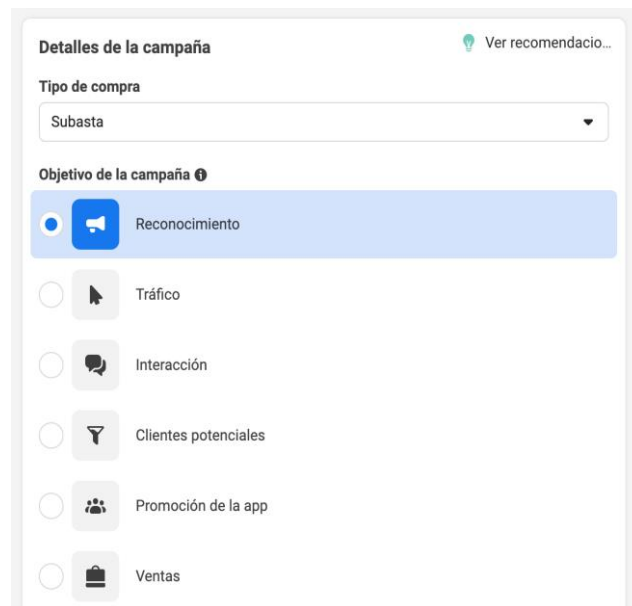 Detalles de la campaña
Ver recomendacio...
Tipo de compra
Subasta
Objetivo de la campaña
Reconocimiento
Tráfico
Interacción
Clientes potenciales
Promoción de la app
Ventas